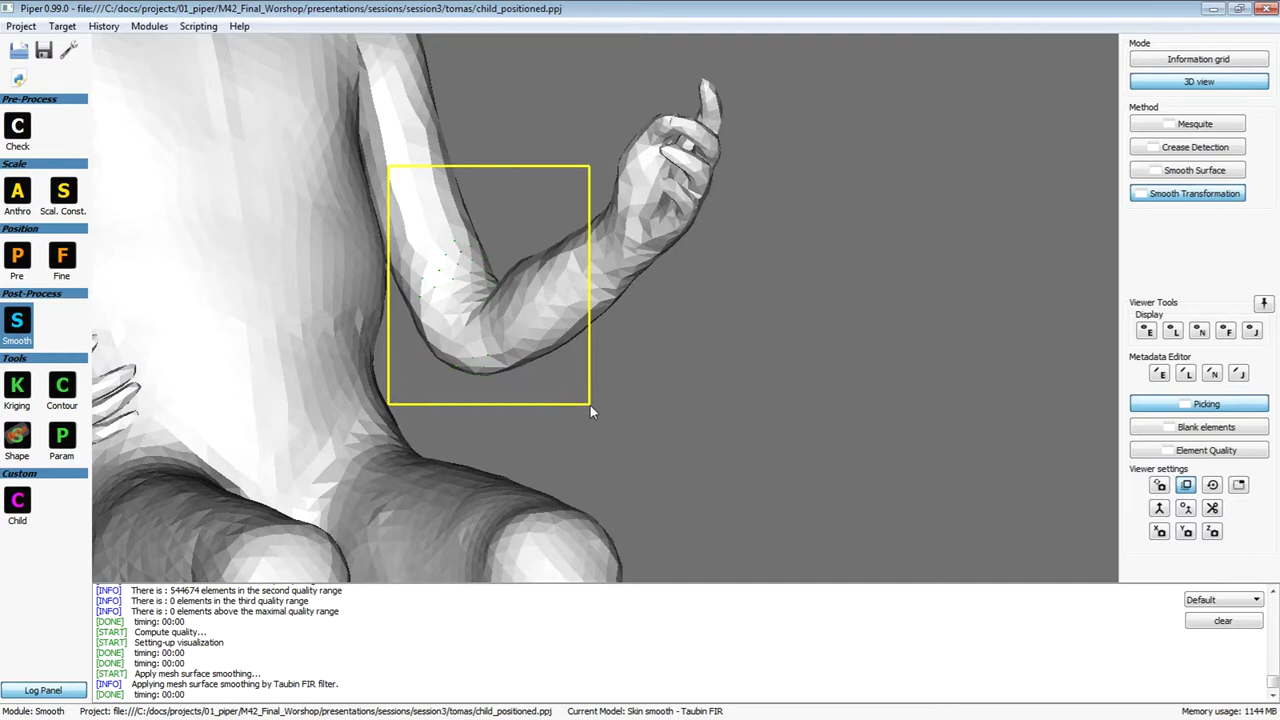 Piper 0.99.0 - file:///C:/docs/projects/01_piper/M42_Final_Worshop/presentations/sessions/session3/tomas/child_positioned.ppj
Project Target History Modules Scripting Help
Pre-Process
C
Check
Scale
A S
Anthro Scal. Const.
Position
P F
Pre Fine
Post-Process
S
Smooth
Tools
K C
Kriging Contour
S P
Shape Param
Custom
C
Child
Log Panel
Mode
Information grid
3D view
Method
Mesquite
Crease Detection
Smooth Surface
Smooth Transformation
Viewer Tools
Display
E L N F J
Metadata Editor
E L N J
Picking
Blank elements
Element Quality
Viewer settings
X Y Z
[INFO] There is : 544674 elements in the second quality range
[INFO] There is : 0 elements in the third quality range
[INFO] There is : 0 elements above the maximal quality range
[DONE] timing: 00:00
[START] Compute quality...
[START] Setting-up visualization
[DONE] timing: 00:00
[DONE] timing: 00:00
[START] Apply mesh surface smoothing...
[INFO] Applying mesh surface smoothing by Taubin FIR filter.
[DONE] timing: 00:00
Default
clear
Module: Smooth Project: file:///C:/docs/projects/01_piper/M42_Final_Worshop/presentations/sessions/session3/tomas/child_positioned.ppj Current Model: Skin smooth - Taubin FIR Memory usage: 1144 MB